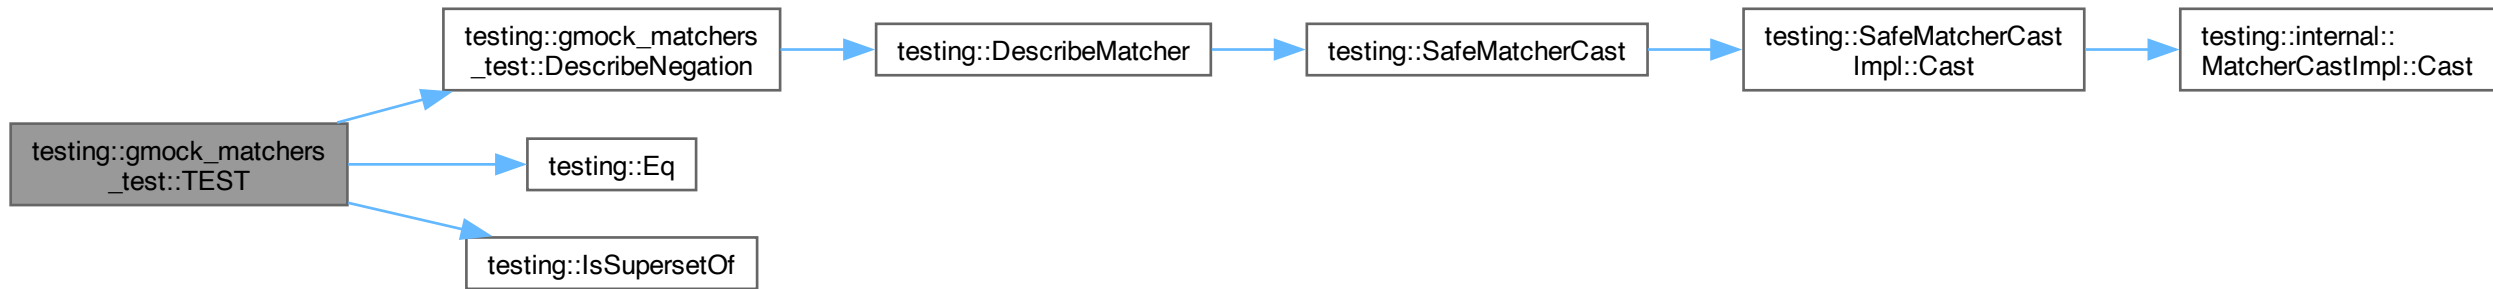 testing::gmock_matchers
_test::TEST
testing::gmock_matchers
_test::DescribeNegation
testing::DescribeMatcher
testing::SafeMatcherCast
testing::SafeMatcherCast
Impl::Cast
testing::internal::
MatcherCastImpl::Cast
testing::Eq
testing::IsSupersetOf